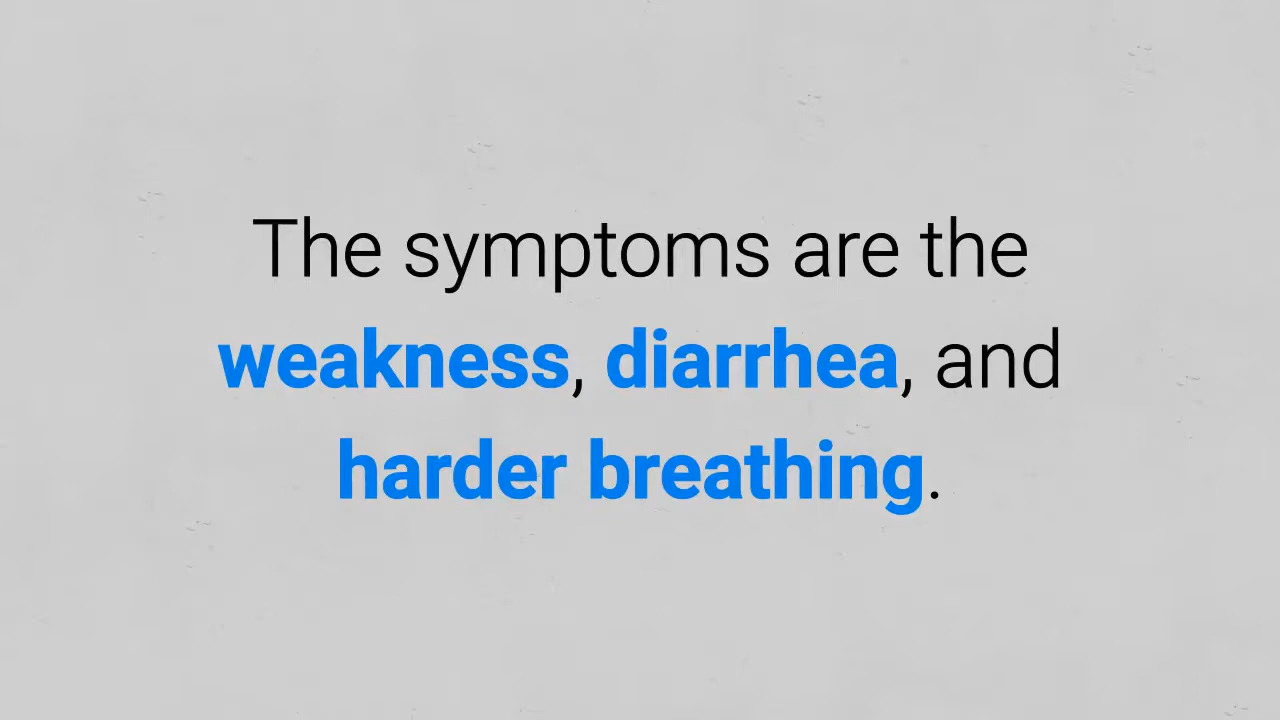 The symptoms are the
weakness, diarrhea, and
harder breathing.